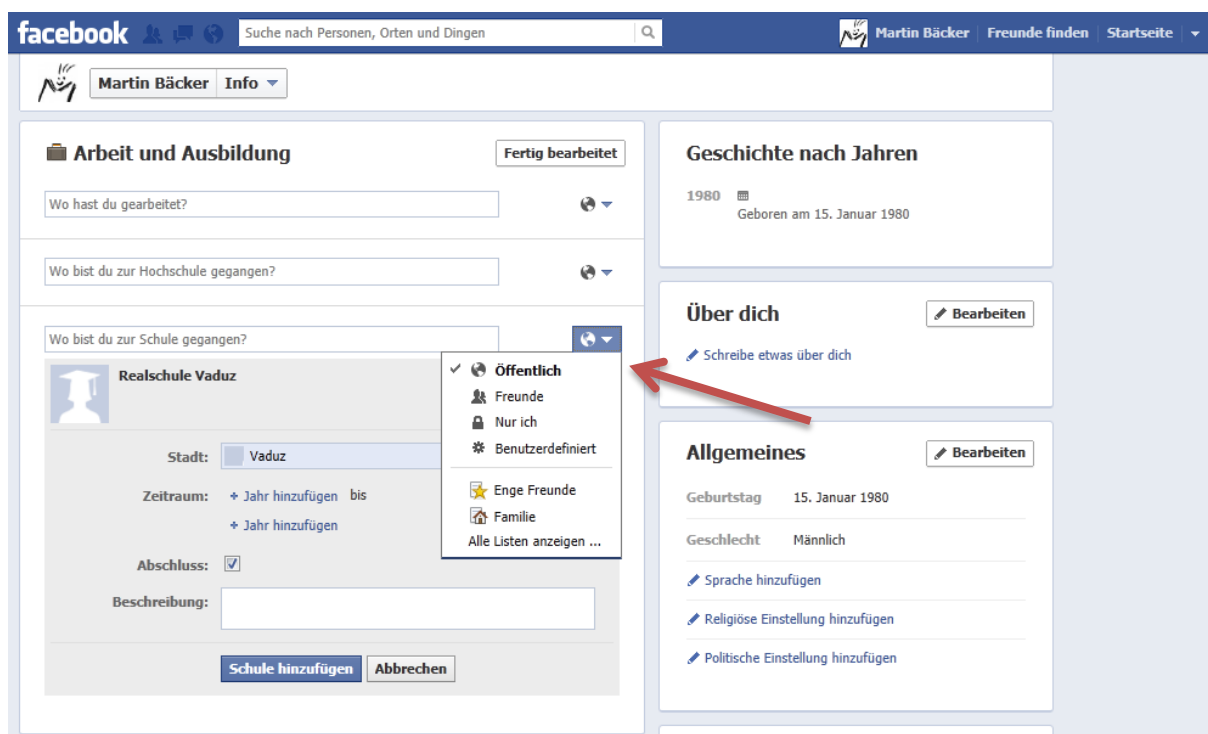 facebook Suche nach Personen, Orten und Dingen Martin Bäcker Freunde finden Startseite
Martin Bäcker Info
Arbeit und Ausbildung Fertig bearbeitet
Wo hast du gearbeitet?
Wo bist du zur Hochschule gegangen?
Wo bist du zur Schule gegangen?
Realschule Vaduz
Stadt: Vaduz
Zeitraum: + Jahr hinzufügen bis
+ Jahr hinzufügen
Abschluss:
Beschreibung:
Schule hinzufügen Abbrechen
Öffentlich
Freunde
Nur ich
Benutzerdefiniert
Enge Freunde
Familie
Alle Listen anzeigen ...
Geschichte nach Jahren
1980
Geboren am 15. Januar 1980
Über dich Bearbeiten
Schreibe etwas über dich
Allgemeines Bearbeiten
Geburtstag 15. Januar 1980
Geschlecht Männlich
Sprache hinzufügen
Religiöse Einstellung hinzufügen
Politische Einstellung hinzufügen